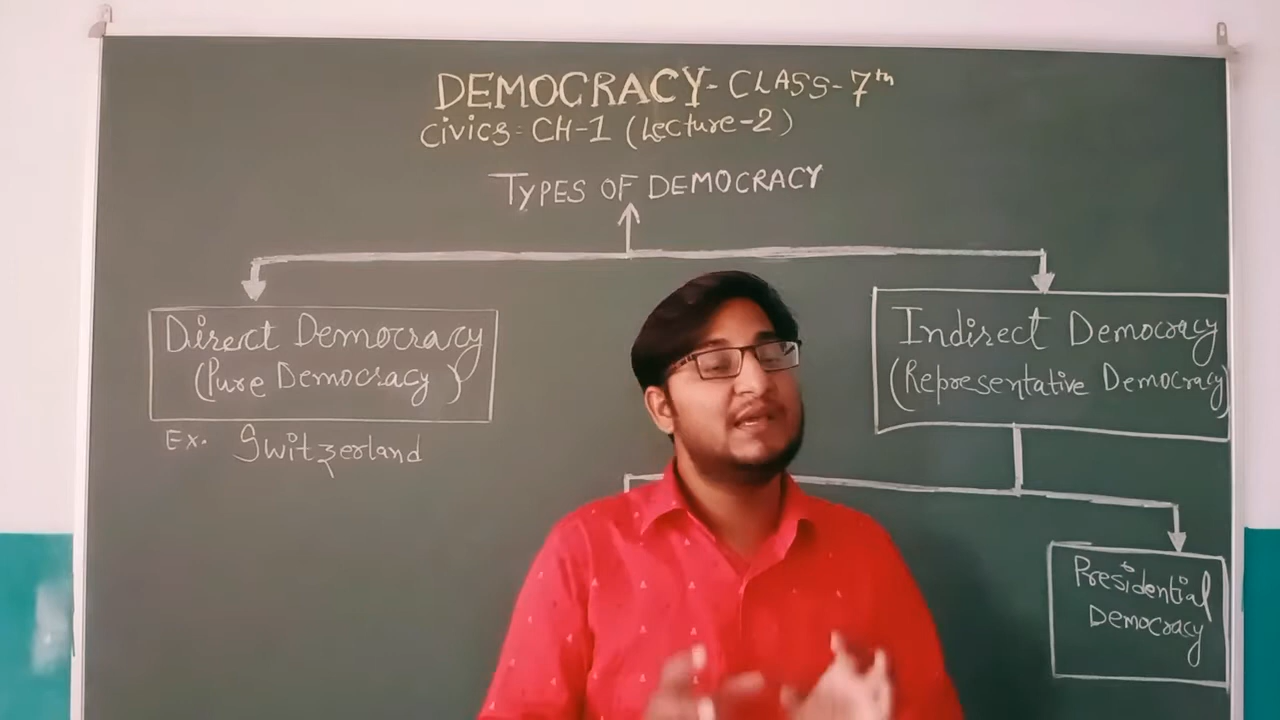 DEMOCRACY - CLASS - 7th
Civics - CH-1 (Lecture-2)
TYPES OF DEMOCRACY
Direct Democracy
(Pure Democracy)
Ex. Switzerland
Indirect Democracy
(Representative Democracy)
Presidential
Democracy